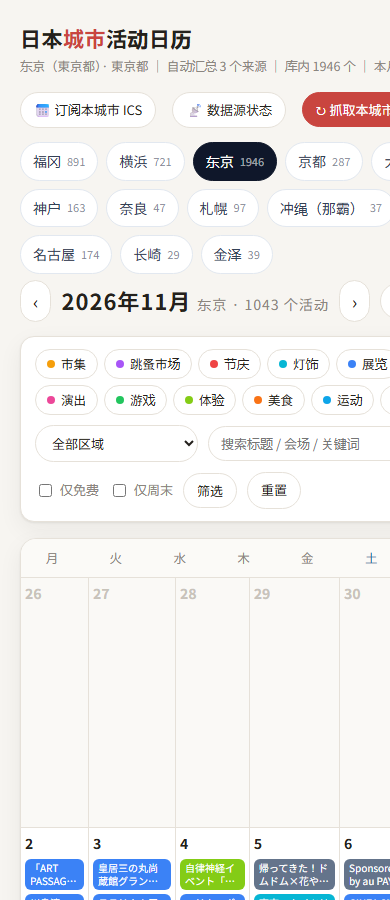 日本城市活动日历
东京（東京都）· 東京都 ｜ 自动汇总 3 个来源 ｜ 库内 1946 个 ｜ 本
订阅本城市 ICS 数据源状态 ↻ 抓取本城市
福冈 891 横浜 721 东京 1946 京都 287
神户 163 奈良 47 札幌 97 冲绳（那覇） 37
名古屋 174 长崎 29 金泽 39
‹ 2026年11月 东京 · 1043 个活动 ›
市集 跳蚤市场 节庆 灯饰 展览
演出 游戏 体验 美食 运动
全部区域 搜索标题 / 会场 / 关键词
仅免费 仅周末 筛选 重置
月 火 水 木 金 土
26 27 28 29 30
2 3 4 5 6
「ART PASSAG… 皇居三の丸尚蔵館グラン… 自律神経イベント「… 帰ってきた！ドムドム×花や… Sponsore by au PAY